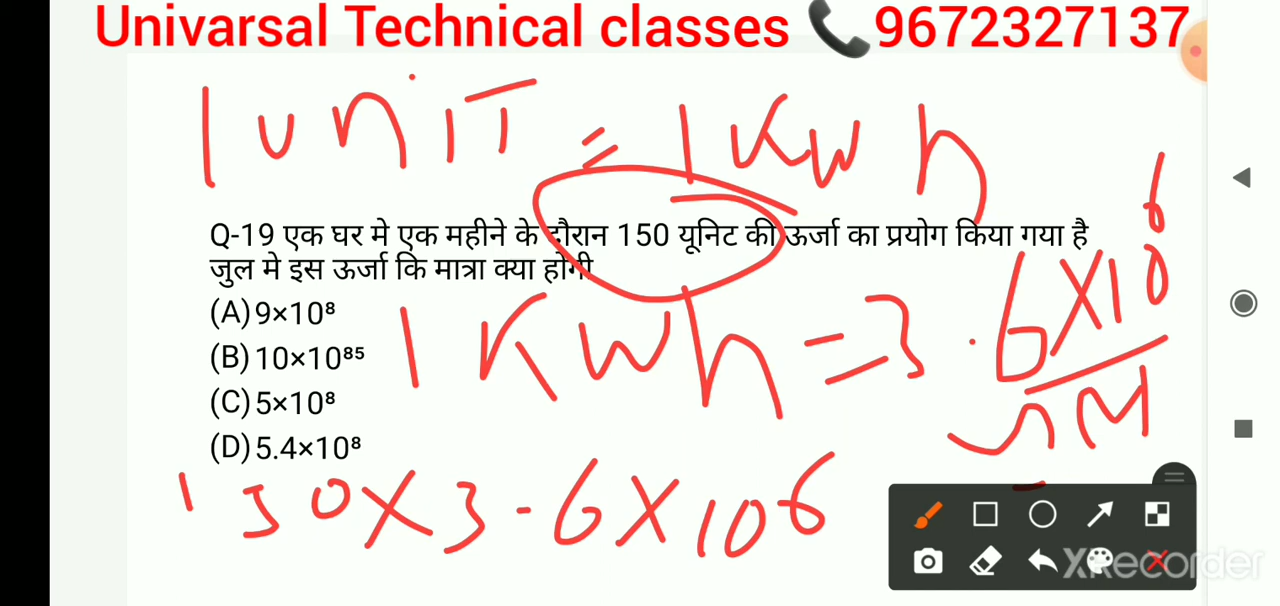 Univarsal Technical classes 📞9672327137
1 UNIT = 1 KW h
Q-19 एक घर मे एक महीने के दौरान 150 यूनिट की ऊर्जा का प्रयोग किया गया है
जुल मे इस ऊर्जा कि मात्रा क्या होगी
(A) 9×10⁸
(B) 10×10⁸⁵
(C) 5×10⁸
(D) 5.4×10⁸
1 KWh = 3.6×10⁶
150×3.6×106
XRecorder